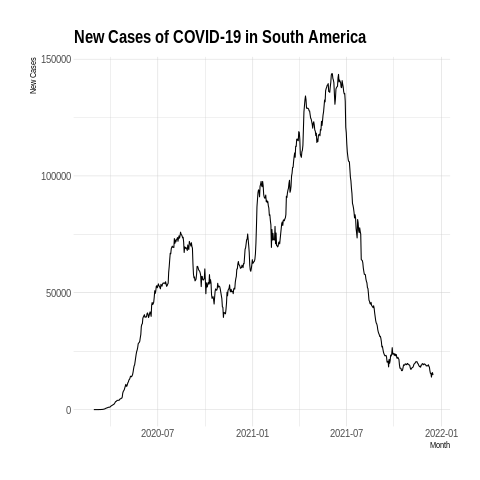 New Cases of COVID-19 in South America
New Cases
150000
100000
50000
0
2020-07
2021-01
2021-07
2022-01
Month